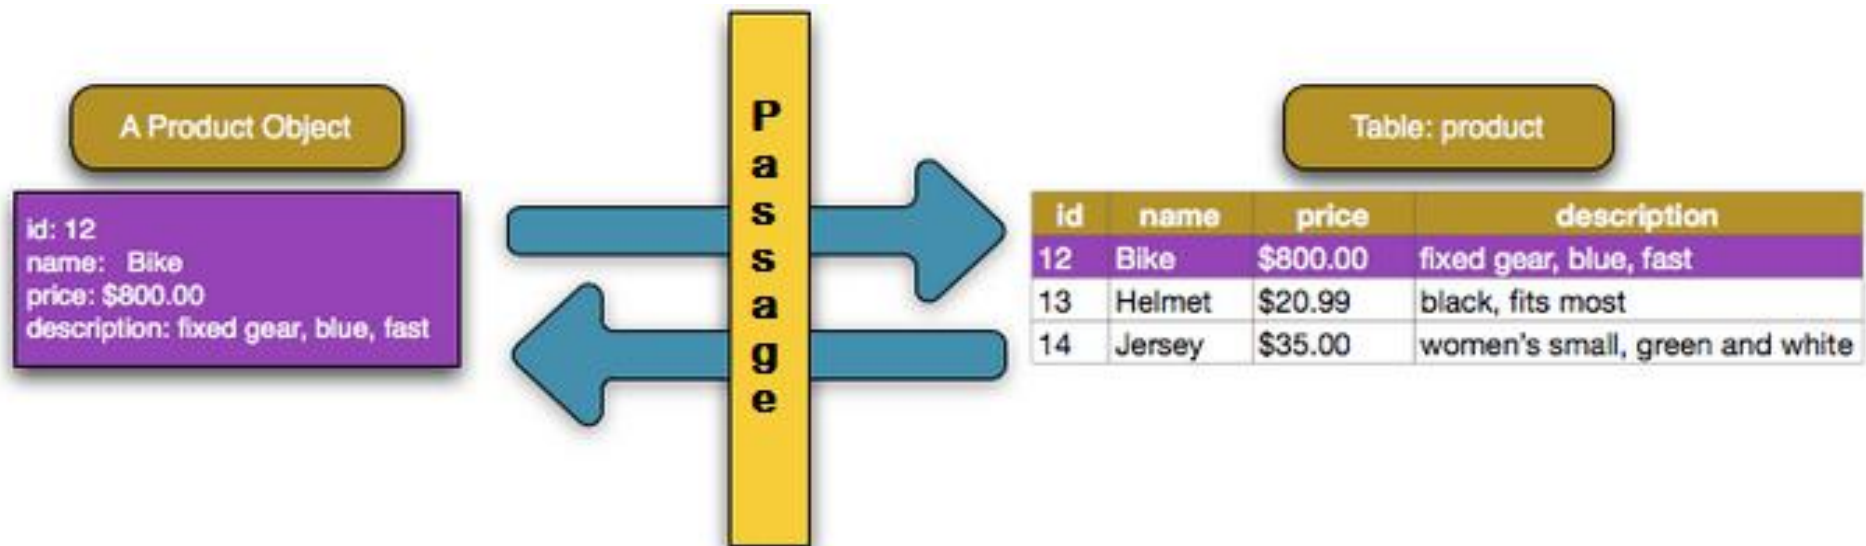 A Product Object
id: 12
name: Bike
price: $800.00
description: fixed gear, blue, fast
Passage
Table: product
id name price description
12 Bike $800.00 fixed gear, blue, fast
13 Helmet $20.99 black, fits most
14 Jersey $35.00 women's small, green and white